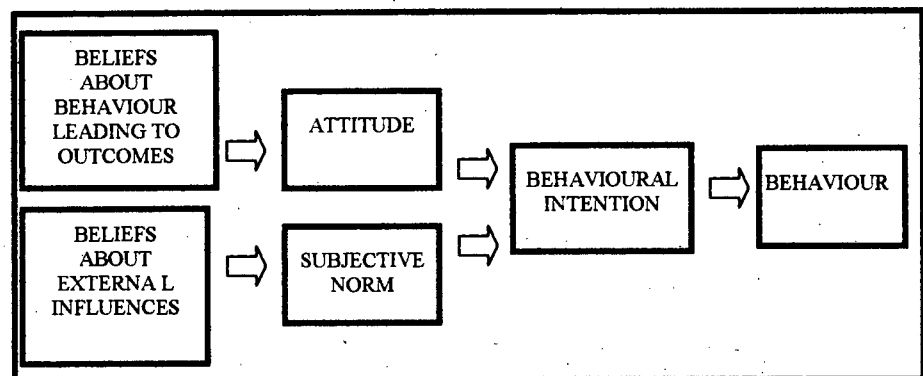 BELIEFS
ABOUT
BEHAVIOUR
LEADING TO
OUTCOMES
ATTITUDE
BELIEFS
ABOUT
EXTERNA L
INFLUENCES
SUBJECTIVE
NORM
BEHAVIOURAL
INTENTION
BEHAVIOUR